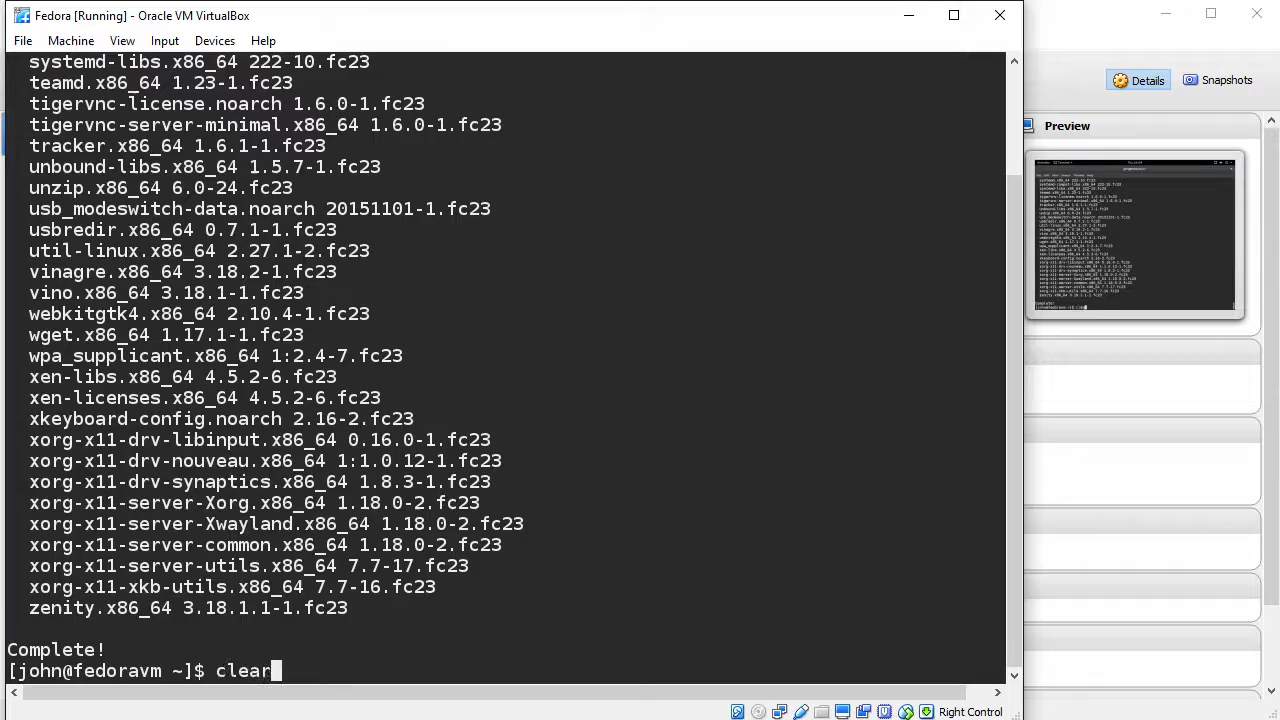 Fedora [Running] - Oracle VM VirtualBox
File Machine View Input Devices Help
Details Snapshots
Preview
systemd-libs.x86_64 222-10.fc23
teamd.x86_64 1.23-1.fc23
tigervnc-license.noarch 1.6.0-1.fc23
tigervnc-server-minimal.x86_64 1.6.0-1.fc23
tracker.x86_64 1.6.1-1.fc23
unbound-libs.x86_64 1.5.7-1.fc23
unzip.x86_64 6.0-24.fc23
usb_modeswitch-data.noarch 20151101-1.fc23
usbredir.x86_64 0.7.1-1.fc23
util-linux.x86_64 2.27.1-2.fc23
vinagre.x86_64 3.18.2-1.fc23
vino.x86_64 3.18.1-1.fc23
webkitgtk4.x86_64 2.10.4-1.fc23
wget.x86_64 1.17.1-1.fc23
wpa_supplicant.x86_64 1:2.4-7.fc23
xen-libs.x86_64 4.5.2-6.fc23
xen-licenses.x86_64 4.5.2-6.fc23
xkeyboard-config.noarch 2.16-2.fc23
xorg-x11-drv-libinput.x86_64 0.16.0-1.fc23
xorg-x11-drv-nouveau.x86_64 1:1.0.12-1.fc23
xorg-x11-drv-synaptics.x86_64 1.8.3-1.fc23
xorg-x11-server-Xorg.x86_64 1.18.0-2.fc23
xorg-x11-server-Xwayland.x86_64 1.18.0-2.fc23
xorg-x11-server-common.x86_64 1.18.0-2.fc23
xorg-x11-server-utils.x86_64 7.7-17.fc23
xorg-x11-xkb-utils.x86_64 7.7-16.fc23
zenity.x86_64 3.18.1.1-1.fc23
Complete!
[john@fedoravm ~]$ clear
Right Control